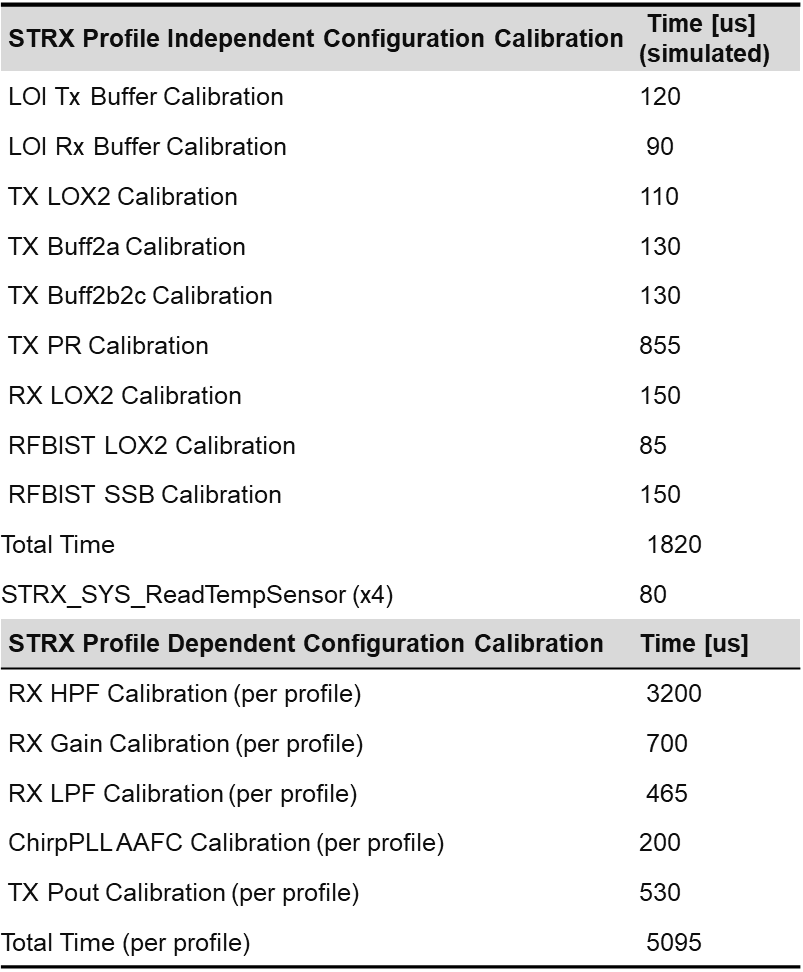 STRX Profile Independent Configuration Calibration Time [us] (simulated)
LOI Tx Buffer Calibration 120
LOI Rx Buffer Calibration 90
TX LOX2 Calibration 110
TX Buff2a Calibration 130
TX Buff2b2c Calibration 130
TX PR Calibration 855
RX LOX2 Calibration 150
RFBIST LOX2 Calibration 85
RFBIST SSB Calibration 150
Total Time 1820
STRX_SYS_ReadTempSensor (x4) 80
STRX Profile Dependent Configuration Calibration Time [us]
RX HPF Calibration (per profile) 3200
RX Gain Calibration (per profile) 700
RX LPF Calibration (per profile) 465
ChirpPLL AAFC Calibration (per profile) 200
TX Pout Calibration (per profile) 530
Total Time (per profile) 5095